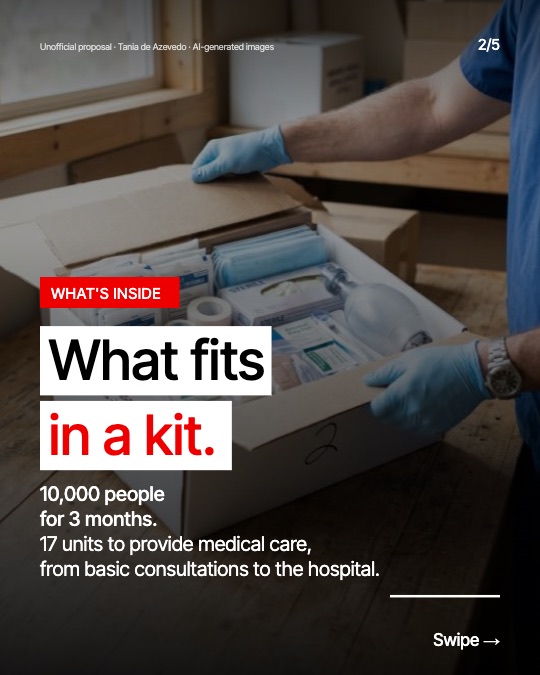 Unofficial proposal · Tania de Azevedo · AI-generated images
2/5
WHAT'S INSIDE
What fits
in a kit.
2
10,000 people
for 3 months.
17 units to provide medical care,
from basic consultations to the hospital.
Swipe →